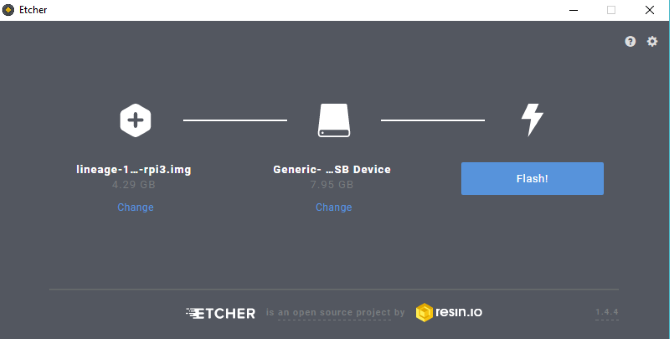 Etcher
lineage-1...-rpi3.img
Generic- ...SB Device
Flash!
4.29 GB
7.95 GB
Change
Change
ETCHER is an open source project by resin.io
1.4.4